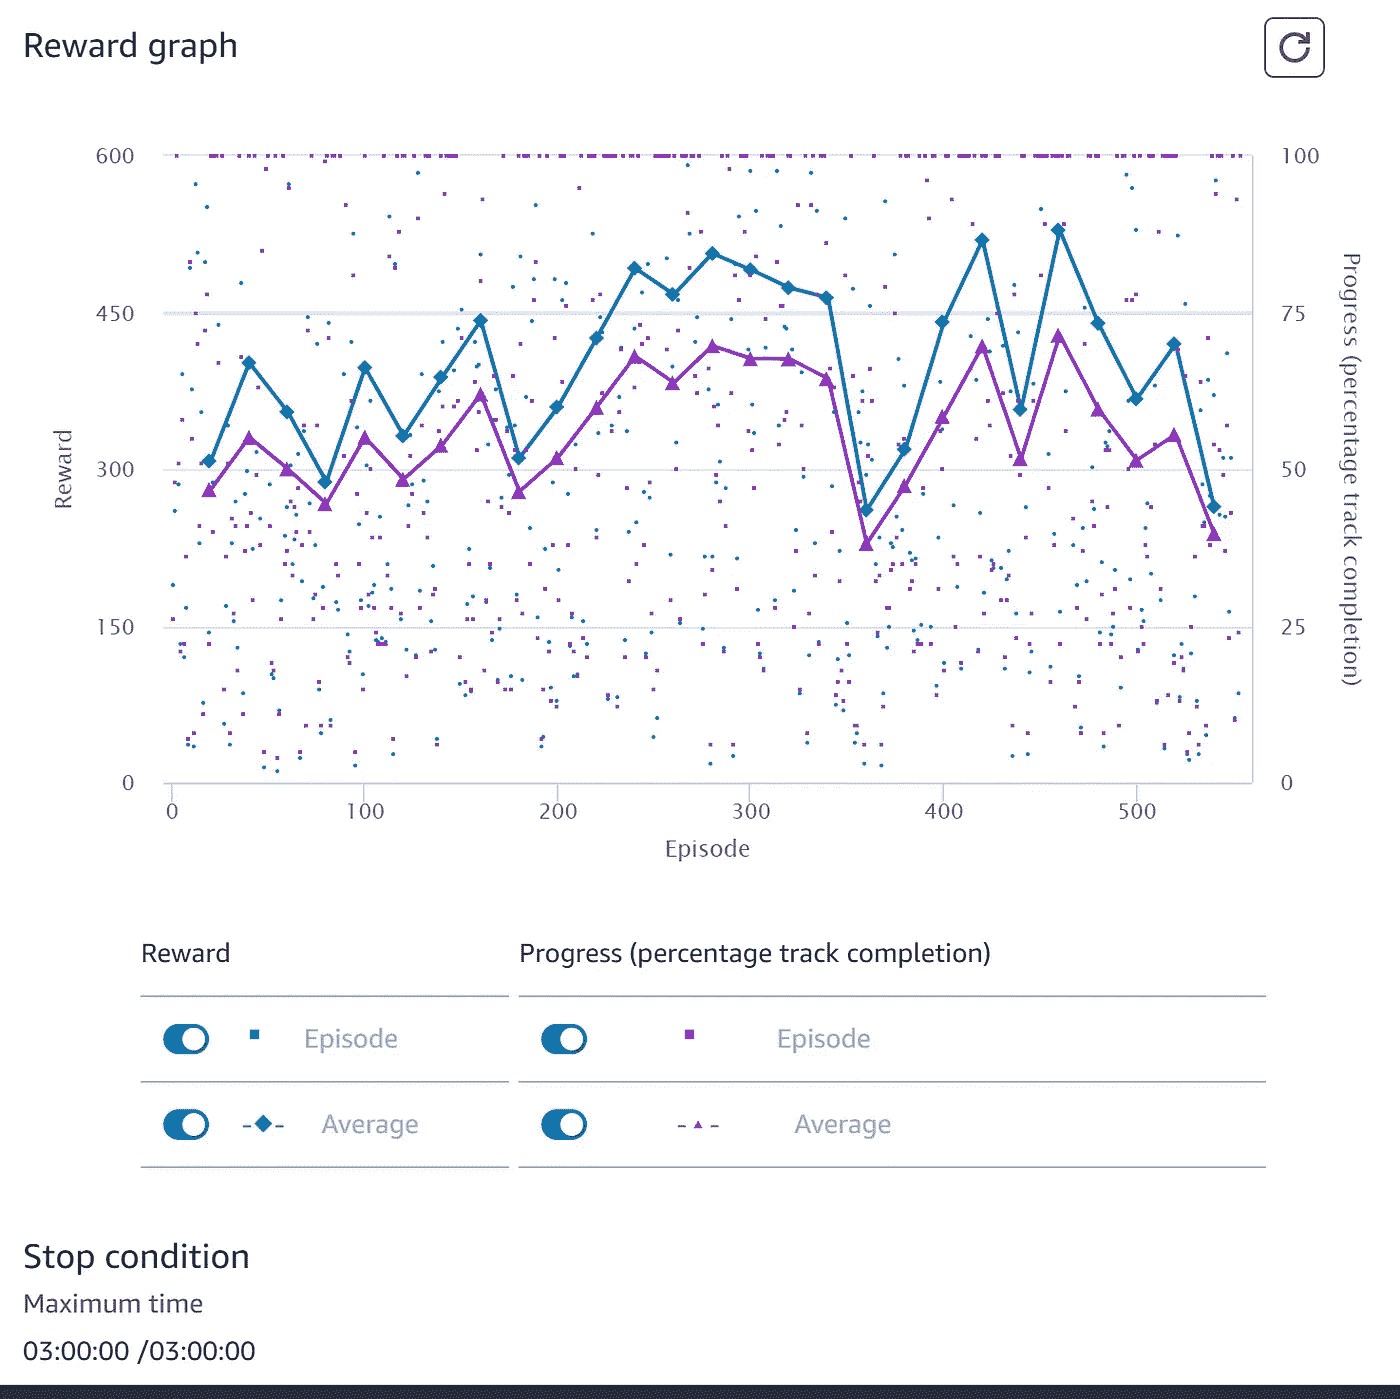 Reward graph
600
450
300
150
0
100
75
50
25
0
Reward
Progress (percentage track completion)
0 100 200 300 400 500
Episode
Reward Progress (percentage track completion)
Episode Episode
Average Average
Stop condition
Maximum time
03:00:00 /03:00:00